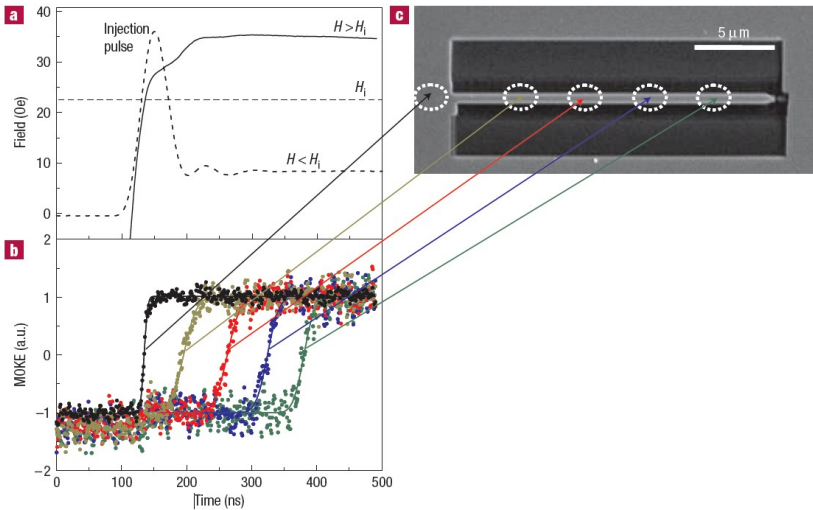 a
Injection
pulse
H > Hi
Hi
H < Hi
Field (Oe)
40
35
30
20
10
0
b
2
1
0
−1
−2
MOKE (a.u.)
0
100
200
300
400
500
Time (ns)
c
5 μm